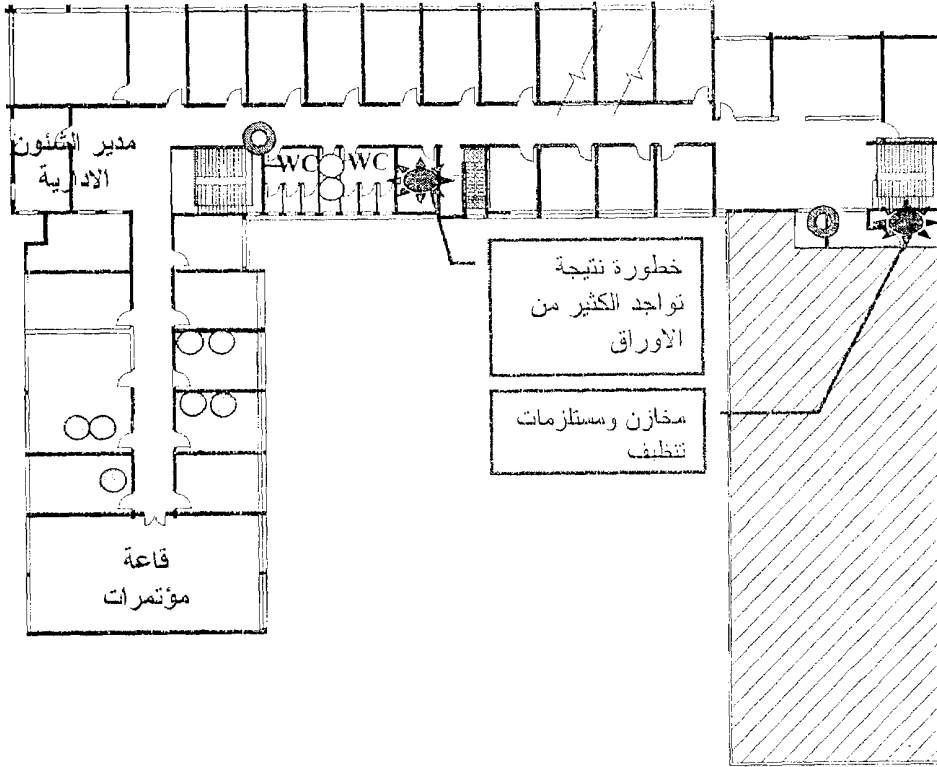 مدير الشئون
الادارية
WC WC
خطورة نتيجة
تواجد الكثير من
الاوراق
مخازن ومستلزمات
تنظيف
قاعة
مؤتمرات